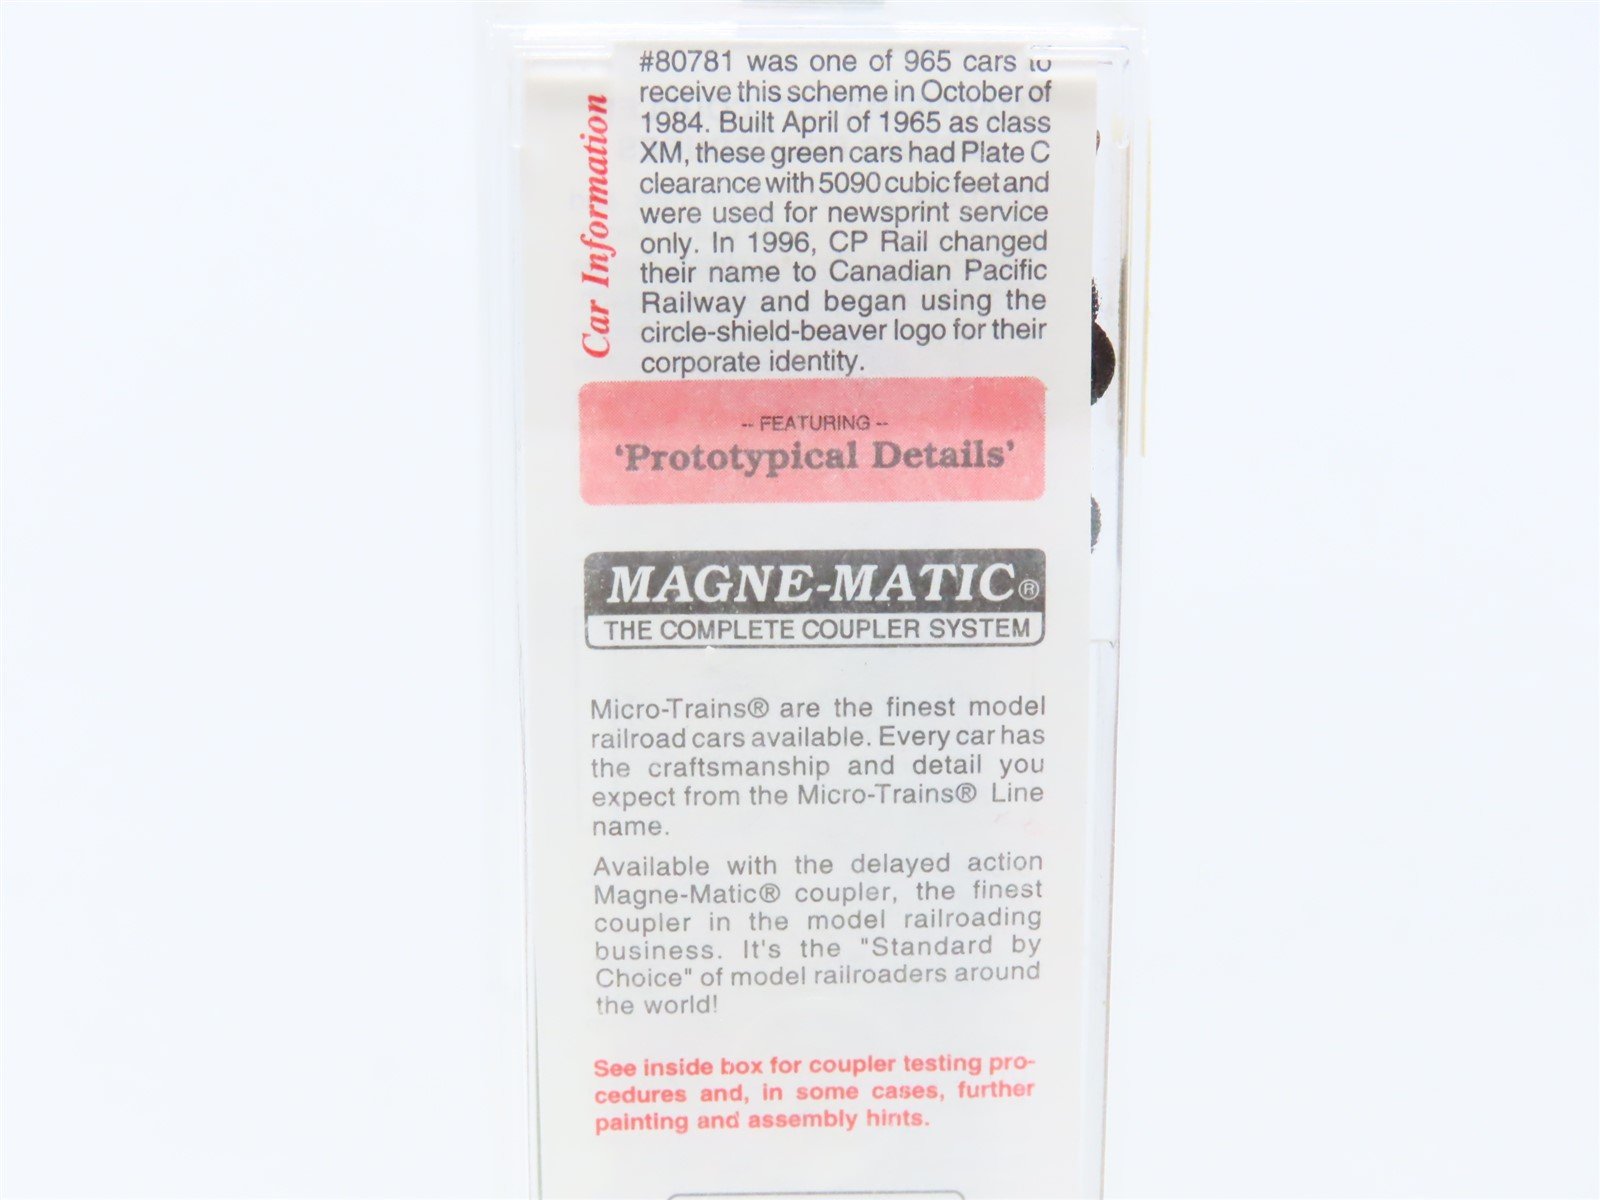 #80781 was one of 965 cars to
receive this scheme in October of
1984. Built April of 1965 as class
XM, these green cars had Plate C
clearance with 5090 cubic feet and
were used for newsprint service
only. In 1996, CP Rail changed
their name to Canadian Pacific
Railway and began using the
circle-shield-beaver logo for their
corporate identity.
Car Information
-- FEATURING --
‘Prototypical Details’
MAGNE-MATIC®
THE COMPLETE COUPLER SYSTEM
Micro-Trains® are the finest model
railroad cars available. Every car has
the craftsmanship and detail you
expect from the Micro-Trains® Line
name.
Available with the delayed action
Magne-Matic® coupler, the finest
coupler in the model railroading
business. It's the "Standard by
Choice" of model railroaders around
the world!
See inside box for coupler testing pro-
cedures and, in some cases, further
painting and assembly hints.